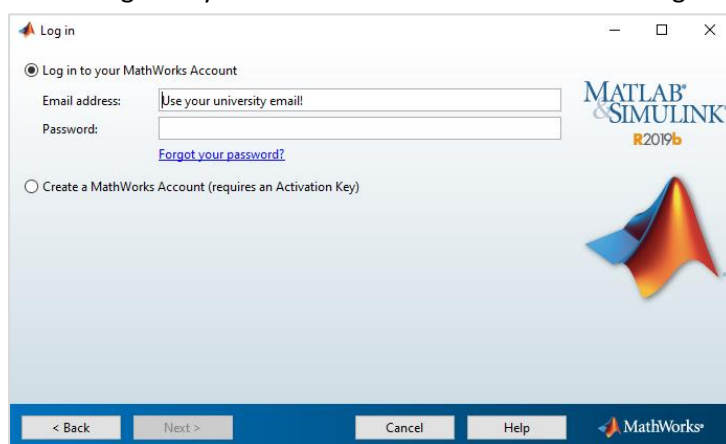 Log in
Log in to your MathWorks Account
Email address: Use your university email!
Password:
Forgot your password?
Create a MathWorks Account (requires an Activation Key)
MATLAB®
&SIMULINK®
R2019b
< Back Next > Cancel Help MathWorks®